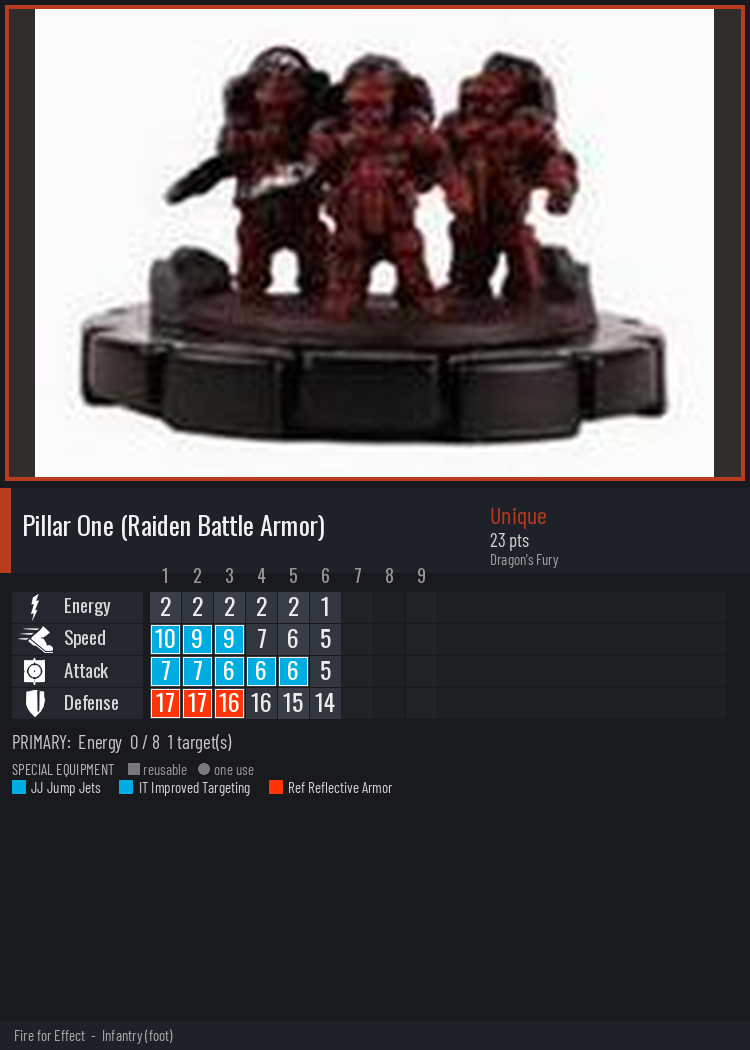 Pillar One (Raiden Battle Armor)
Unique
23 pts
Dragon's Fury
1 2 3 4 5 6 7 8 9
Energy 2 2 2 2 2 1
Speed 10 9 9 7 6 5
Attack 7 7 6 6 6 5
Defense 17 17 16 16 15 14
PRIMARY: Energy 0 / 8 1 target(s)
SPECIAL EQUIPMENT reusable one use
JJ Jump Jets IT Improved Targeting Ref Reflective Armor
Fire for Effect - Infantry (foot)